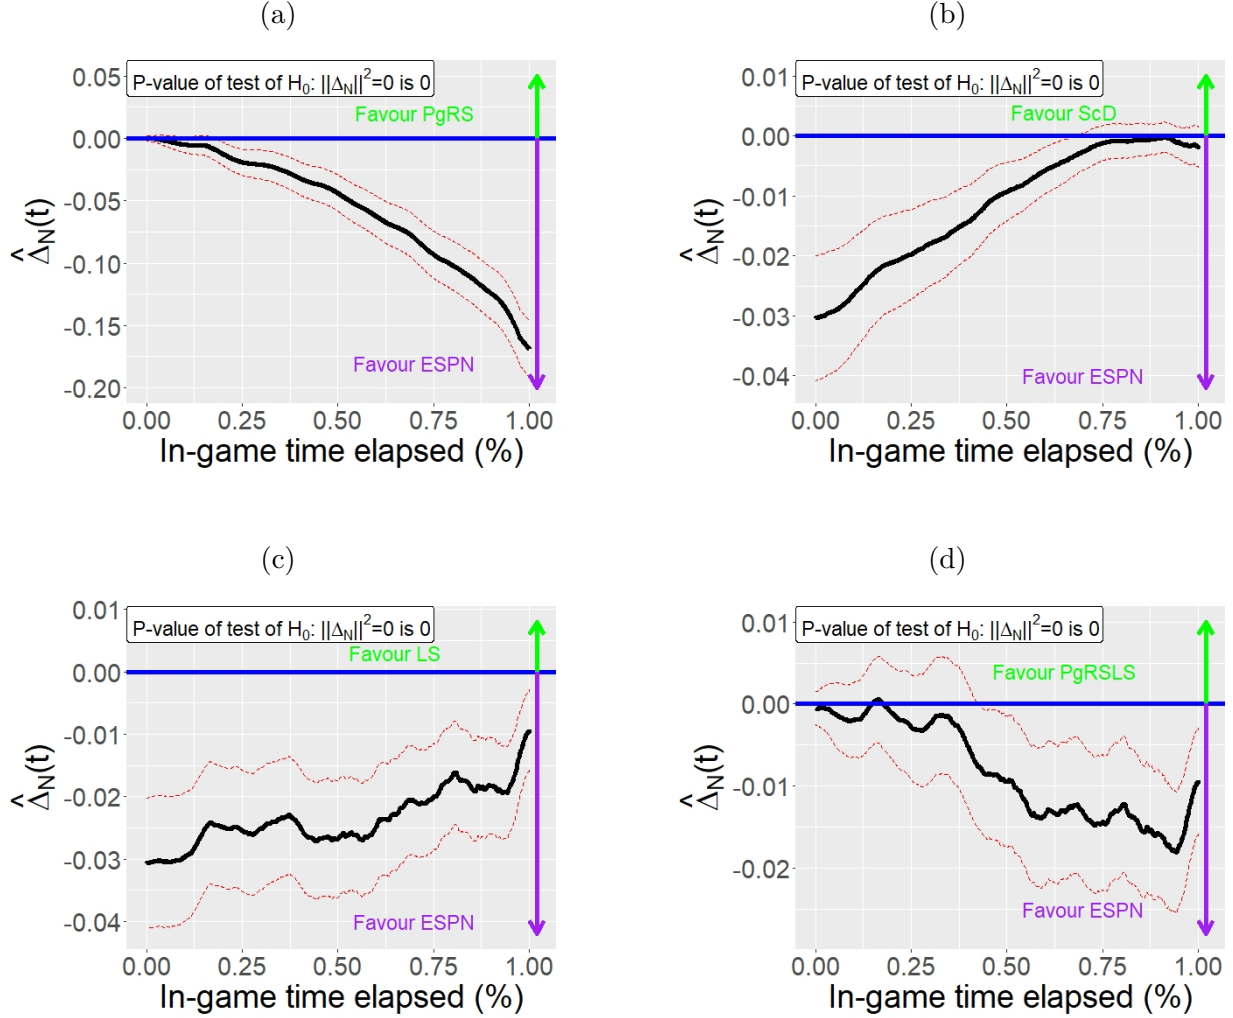 (a)
P-value of test of H₀: ||Δ_N||²=0 is 0
Favour PgRS
Favour ESPN
0.05
0.00
-0.05
-0.10
-0.15
-0.20
Δ̂_N(t)
0.00 0.25 0.50 0.75 1.00
In-game time elapsed (%)
(b)
P-value of test of H₀: ||Δ_N||²=0 is 0
Favour ScD
Favour ESPN
0.01
0.00
-0.01
-0.02
-0.03
-0.04
Δ̂_N(t)
0.00 0.25 0.50 0.75 1.00
In-game time elapsed (%)
(c)
P-value of test of H₀: ||Δ_N||²=0 is 0
Favour LS
Favour ESPN
0.01
0.00
-0.01
-0.02
-0.03
-0.04
Δ̂_N(t)
0.00 0.25 0.50 0.75 1.00
In-game time elapsed (%)
(d)
P-value of test of H₀: ||Δ_N||²=0 is 0
Favour PgRSLS
Favour ESPN
0.01
0.00
-0.01
-0.02
Δ̂_N(t)
0.00 0.25 0.50 0.75 1.00
In-game time elapsed (%)